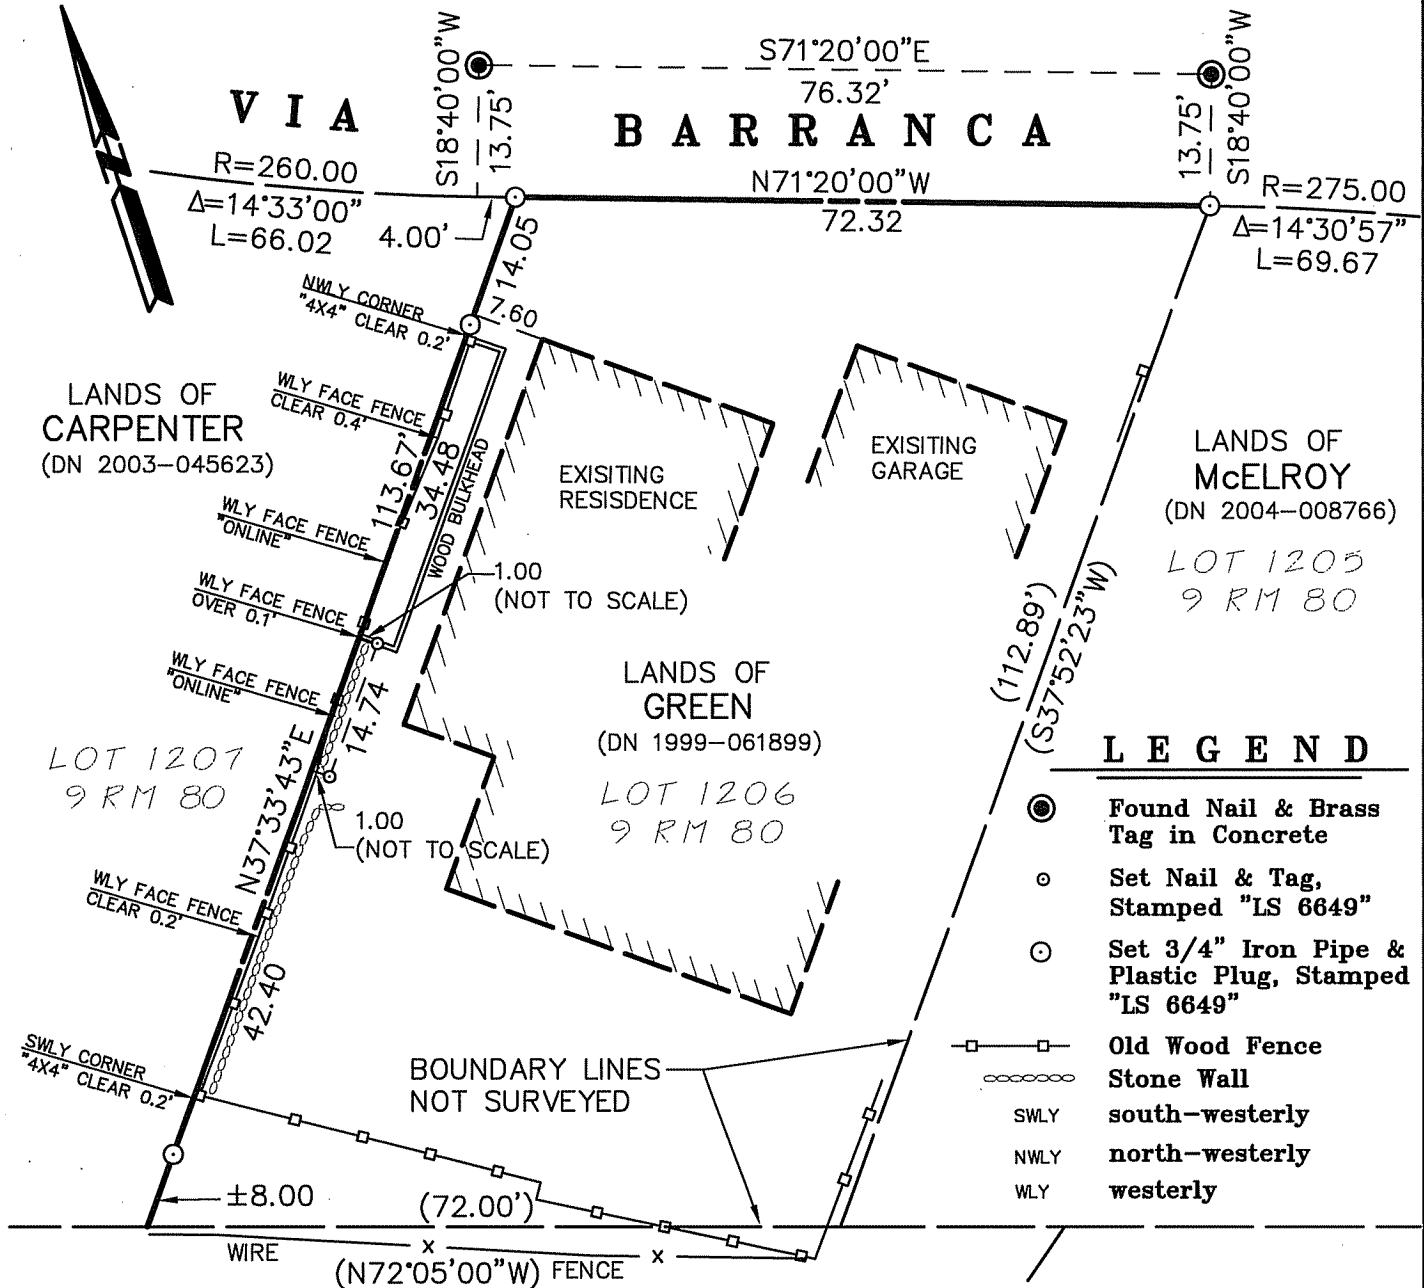 S18°40'00"W
13.75'
S71°20'00"E
76.32'
13.75'
S18°40'00"W
VIA BARRANCA
R=260.00
Δ=14°33'00"
L=66.02
4.00'
N71°20'00"W
72.32
R=275.00
Δ=14°30'57"
L=69.67
14.05
7.60
NWLY CORNER
"4X4" CLEAR 0.2'
WLY FACE FENCE
CLEAR 0.4'
LANDS OF
CARPENTER
(DN 2003-045623)
113.67'
34.48
WOOD BULKHEAD
EXISITING
RESISDENCE
EXISITING
GARAGE
LANDS OF
McELROY
(DN 2004-008766)
LOT 1205
9 RM 80
WLY FACE FENCE
"ONLINE"
1.00
(NOT TO SCALE)
WLY FACE FENCE
OVER 0.1'
WLY FACE FENCE
"ONLINE"
14.74
(112.89')
(S37°52'23"W)
LANDS OF
GREEN
(DN 1999-061899)
LOT 1206
9 RM 80
LOT 1207
9 RM 80
N37°33'43"E
1.00
(NOT TO SCALE)
WLY FACE FENCE
CLEAR 0.2'
42.40
SWLY CORNER
"4X4" CLEAR 0.2'
BOUNDARY LINES
NOT SURVEYED
±8.00
(72.00')
WIRE x x FENCE
(N72°05'00"W)
LEGEND
Found Nail & Brass
Tag in Concrete
Set Nail & Tag,
Stamped "LS 6649"
Set 3/4" Iron Pipe &
Plastic Plug, Stamped
"LS 6649"
Old Wood Fence
Stone Wall
SWLY south-westerly
NWLY north-westerly
WLY westerly